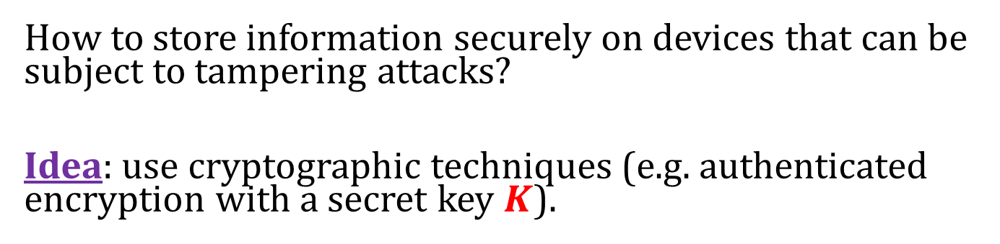 How to store information securely on devices that can be
subject to tampering attacks?
Idea: use cryptographic techniques (e.g. authenticated
encryption with a secret key K).